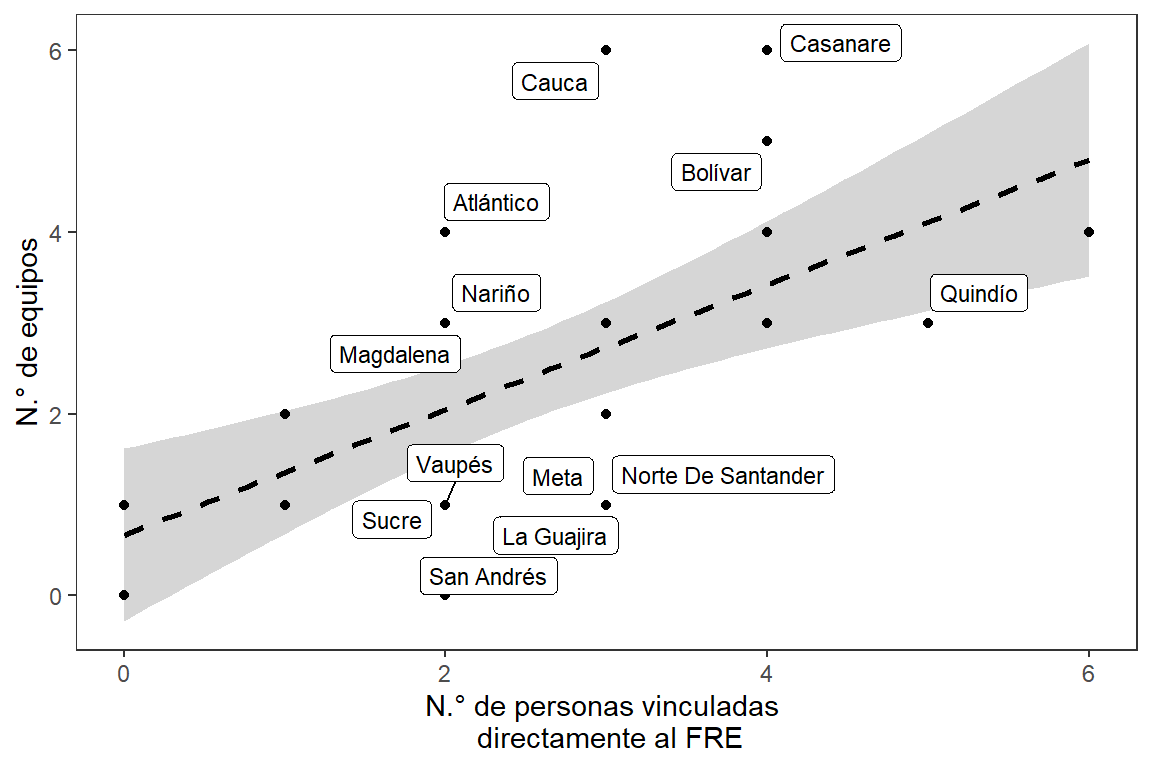 6
Casanare
Cauca
Bolívar
Atlántico
4
Nariño
Quindío
Magdalena
N.° de equipos
2
Vaupés
Meta
Norte De Santander
Sucre
La Guajira
San Andrés
0
0
2
4
6
N.° de personas vinculadas
directamente al FRE